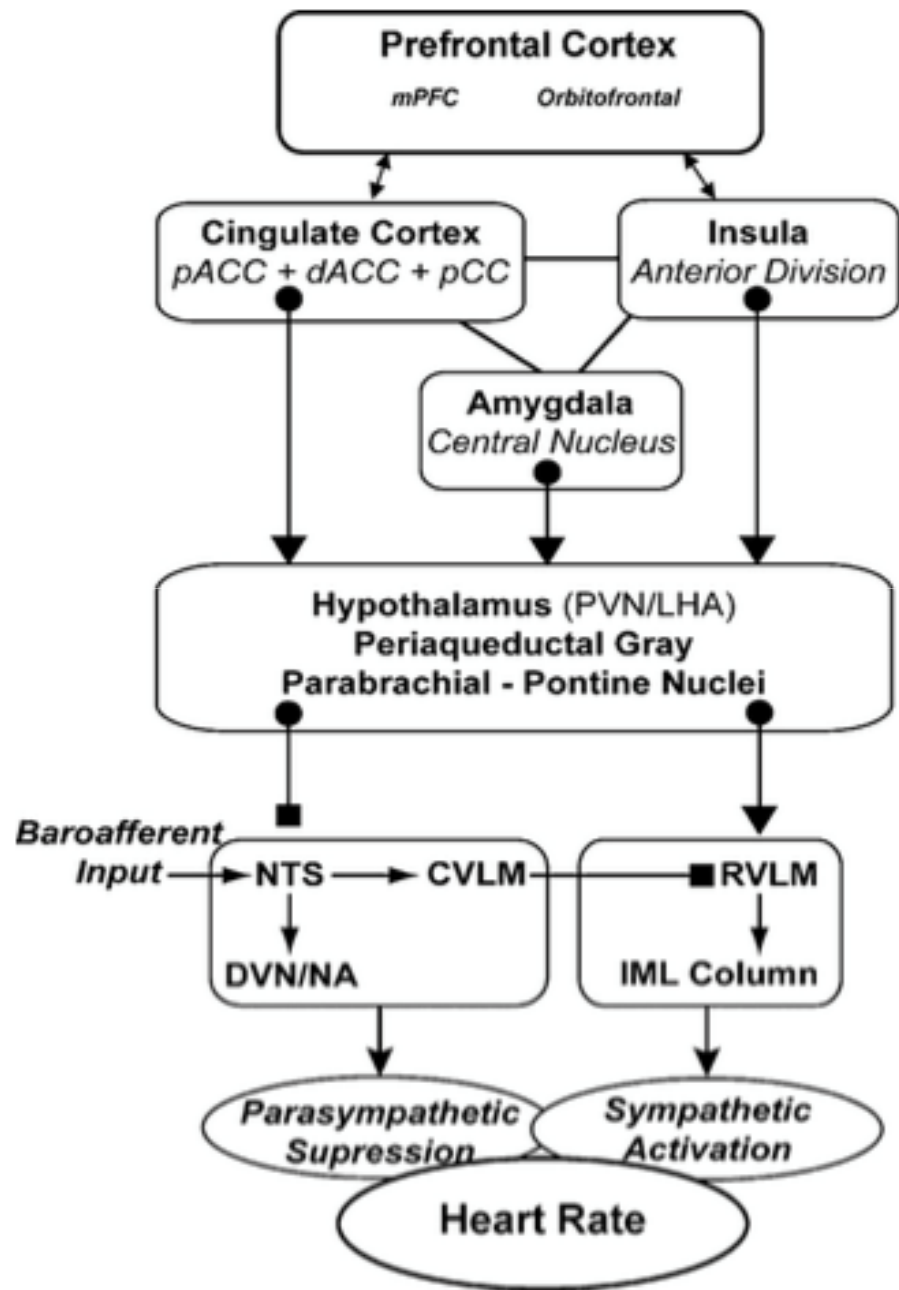 Prefrontal Cortex
mPFC Orbitofrontal
Cingulate Cortex
pACC + dACC + pCC
Insula
Anterior Division
Amygdala
Central Nucleus
Hypothalamus (PVN/LHA)
Periaqueductal Gray
Parabrachial - Pontine Nuclei
Baroafferent
Input
NTS
CVLM
RVLM
DVN/NA
IML Column
Parasympathetic
Supression
Sympathetic
Activation
Heart Rate